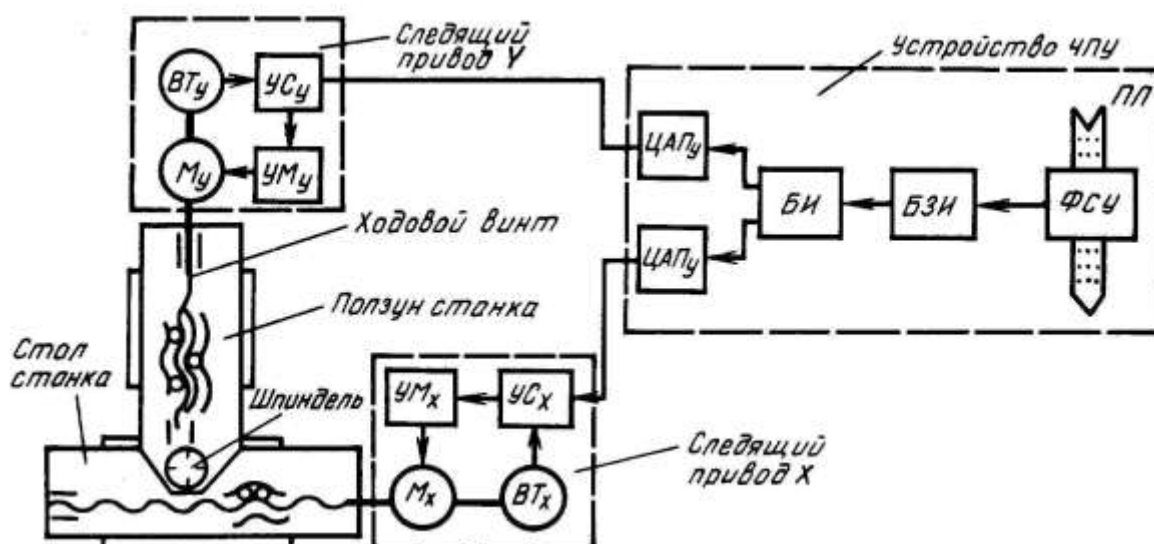 Следящий
привод Y
Устройство ЧПУ
ПЛ
ВТу
УСу
ЦАПу
Му
УМу
БИ
БЗИ
ФСУ
Ходовой винт
ЦАПу
Ползун станка
Стол
станка
Шпиндель
УМх
УСх
Следящий
привод X
Мх
ВТх